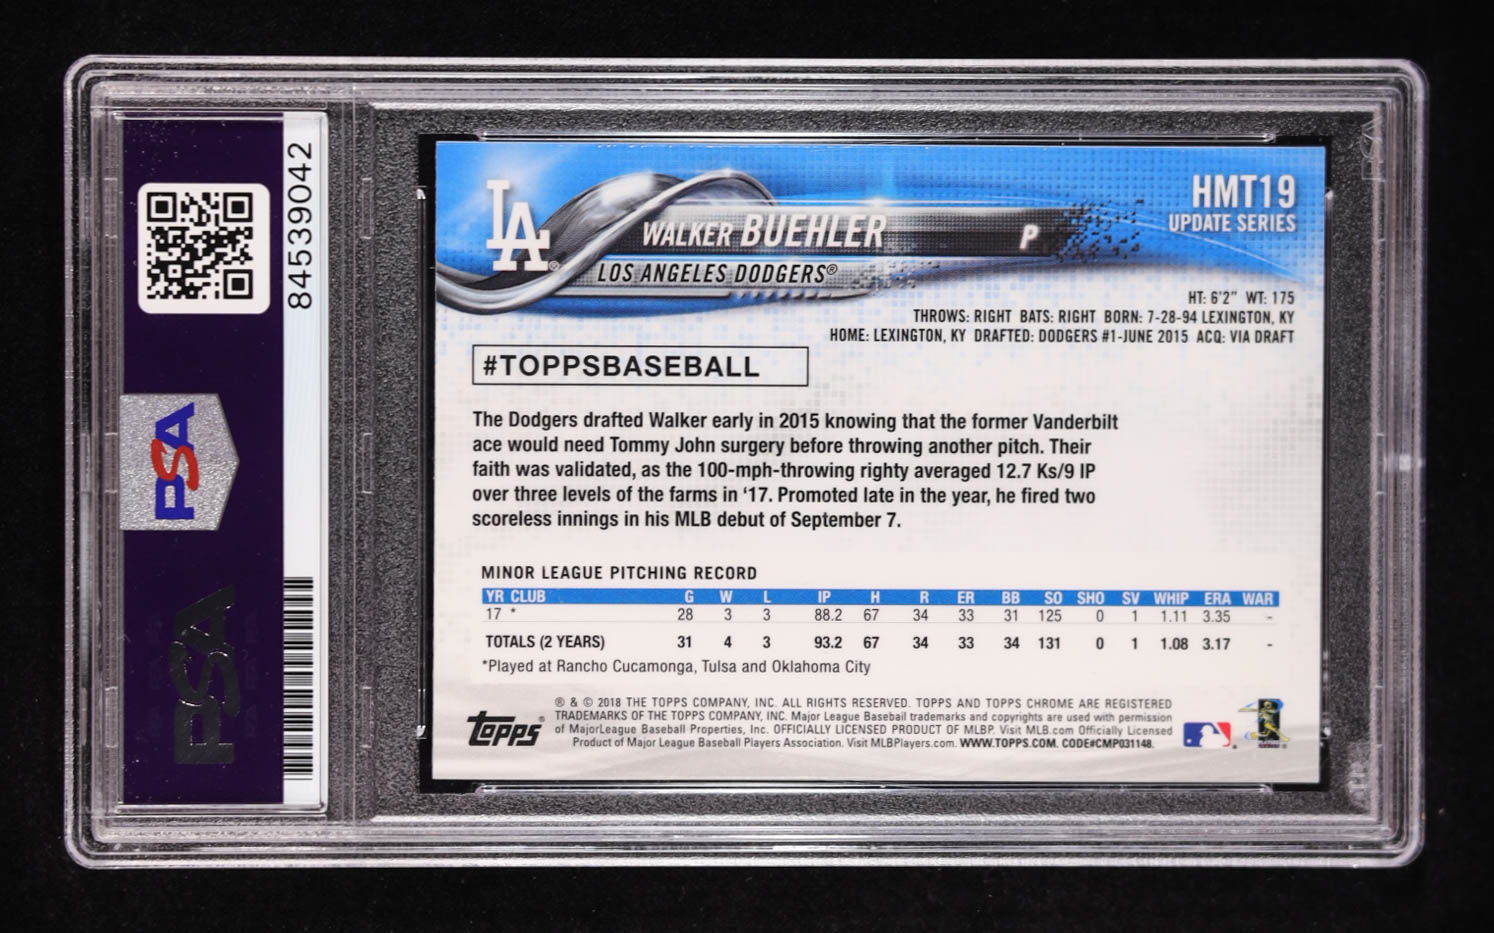 84539042
PSA
PSA
LA
WALKER BUEHLER P
LOS ANGELES DODGERS®
HMT19
UPDATE SERIES
HT: 6'2" WT: 175
THROWS: RIGHT BATS: RIGHT BORN: 7-28-94 LEXINGTON, KY
HOME: LEXINGTON, KY DRAFTED: DODGERS #1-JUNE 2015 ACQ: VIA DRAFT
#TOPPSBASEBALL
The Dodgers drafted Walker early in 2015 knowing that the former Vanderbilt
ace would need Tommy John surgery before throwing another pitch. Their
faith was validated, as the 100-mph-throwing righty averaged 12.7 Ks/9 IP
over three levels of the farms in '17. Promoted late in the year, he fired two
scoreless innings in his MLB debut of September 7.
MINOR LEAGUE PITCHING RECORD
YR CLUB G W L IP H R ER BB SO SHO SV WHIP ERA WAR
17 * 28 3 3 88.2 67 34 33 31 125 0 1 1.11 3.35 -
TOTALS (2 YEARS) 31 4 3 93.2 67 34 33 34 131 0 1 1.08 3.17 -
*Played at Rancho Cucamonga, Tulsa and Oklahoma City
Topps®
® & © 2018 THE TOPPS COMPANY, INC. ALL RIGHTS RESERVED. TOPPS AND TOPPS CHROME ARE REGISTERED
TRADEMARKS OF THE TOPPS COMPANY, INC. Major League Baseball trademarks and copyrights are used with permission
of MajorLeague Baseball Properties, Inc. OFFICIALLY LICENSED PRODUCT OF MLBP. Visit MLB.com Officially Licensed
Product of Major League Baseball Players Association. Visit MLBPlayers.com. WWW.TOPPS.COM. CODE#CMP031148.